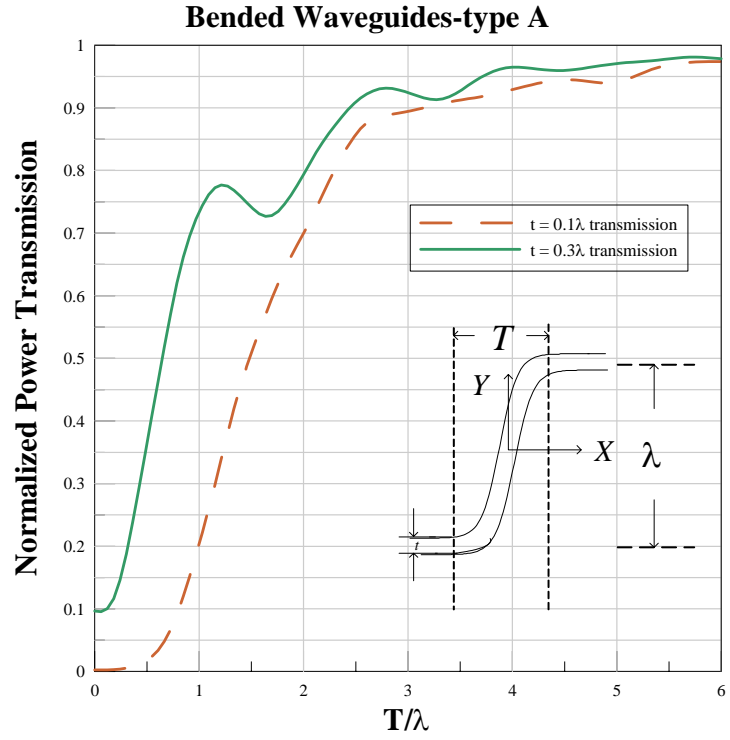 Bended Waveguides-type A
Normalized Power Transmission
1
0.9
0.8
0.7
0.6
0.5
0.4
0.3
0.2
0.1
0
t = 0.1λ transmission
t = 0.3λ transmission
T
Y
X
λ
t
0 1 2 3 4 5 6
T/λ